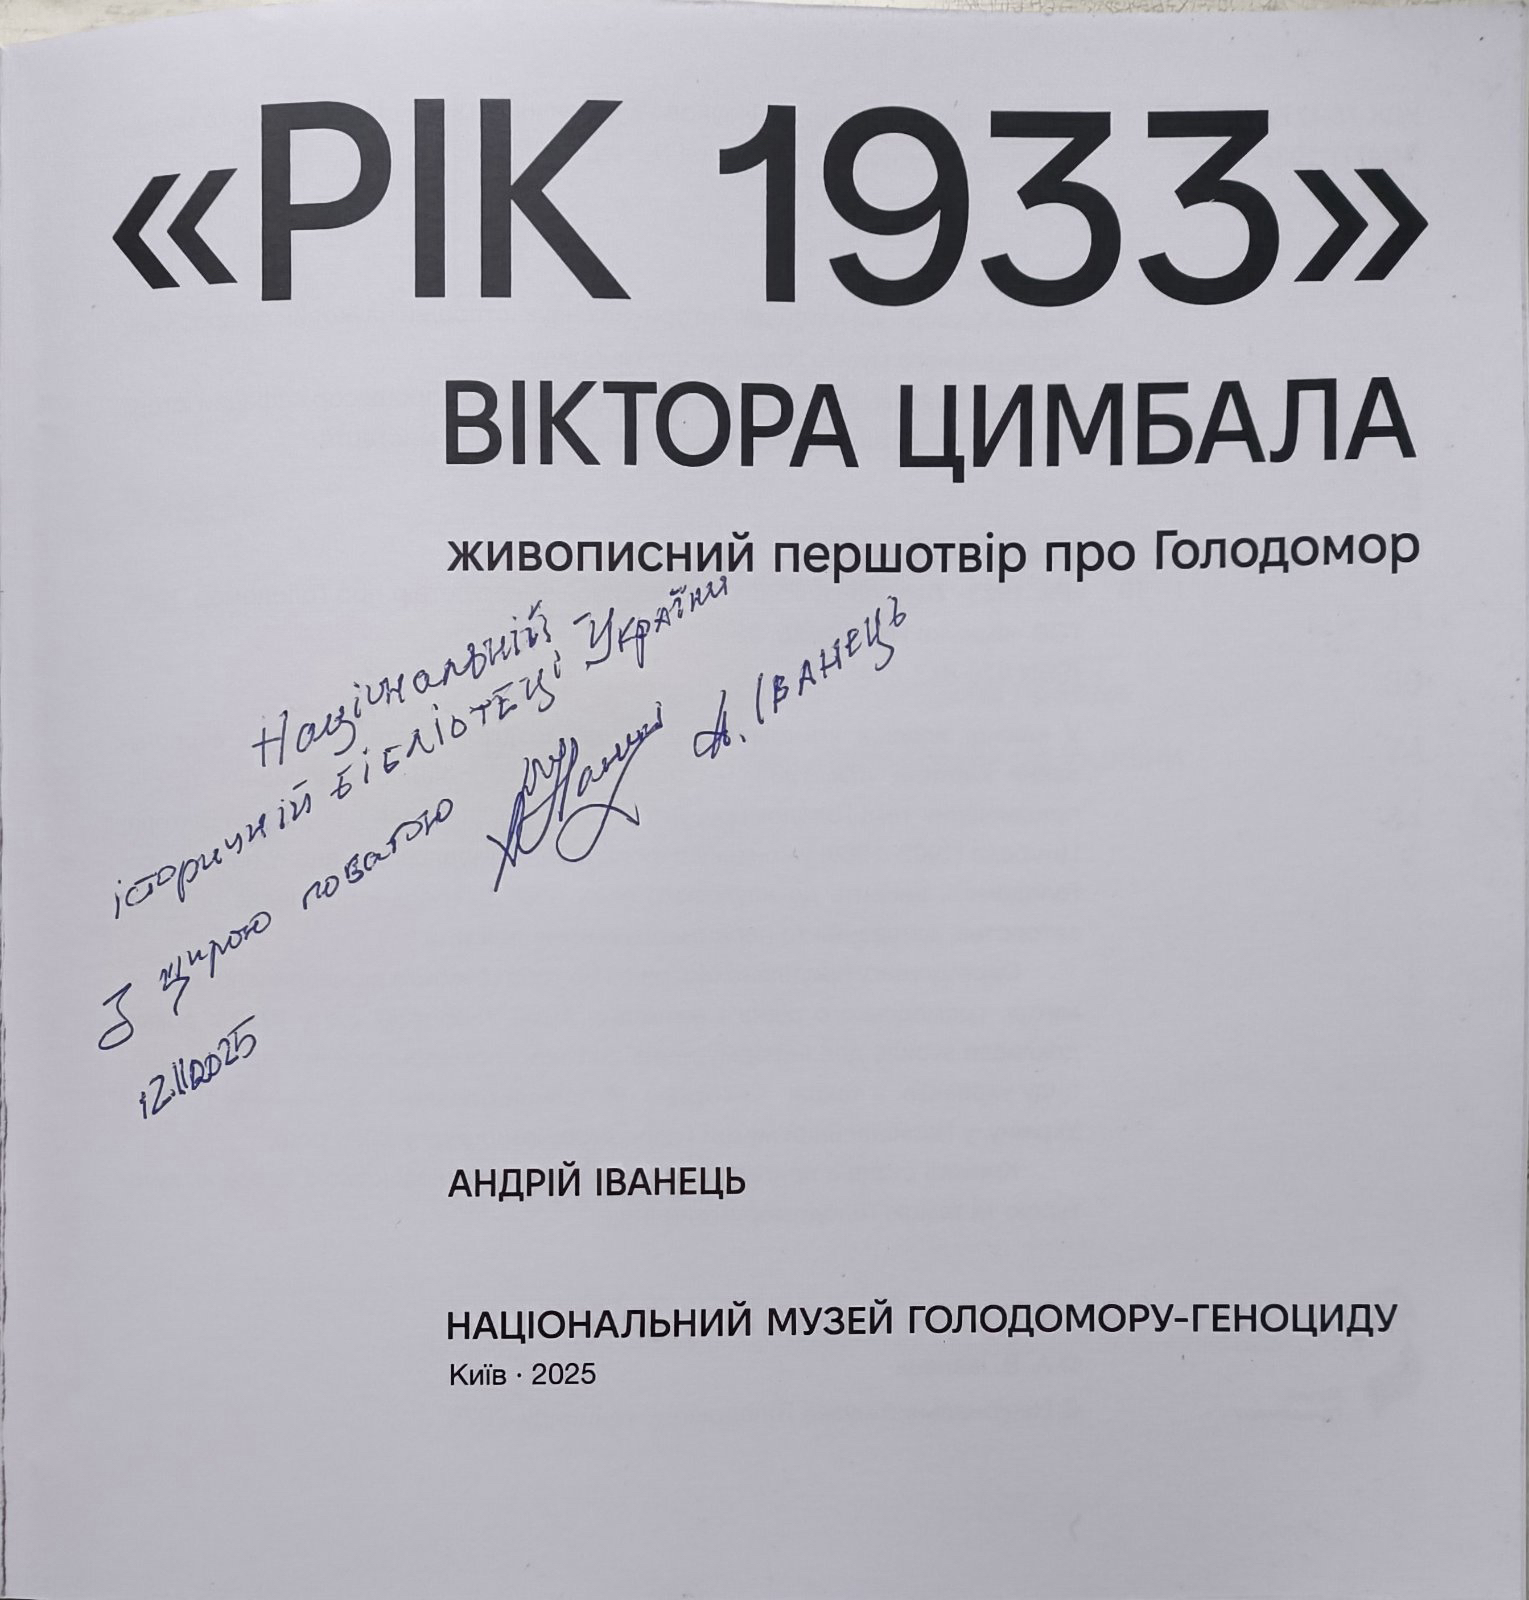 «РІК 1933»
ВІКТОРА ЦИМБАЛА
живописний першотвір про Голодомор
Національній
історичній бібліотеці України
З щирою повагою А. Іванець
12.11.2025
АНДРІЙ ІВАНЕЦЬ
НАЦІОНАЛЬНИЙ МУЗЕЙ ГОЛОДОМОРУ-ГЕНОЦИДУ
Київ · 2025